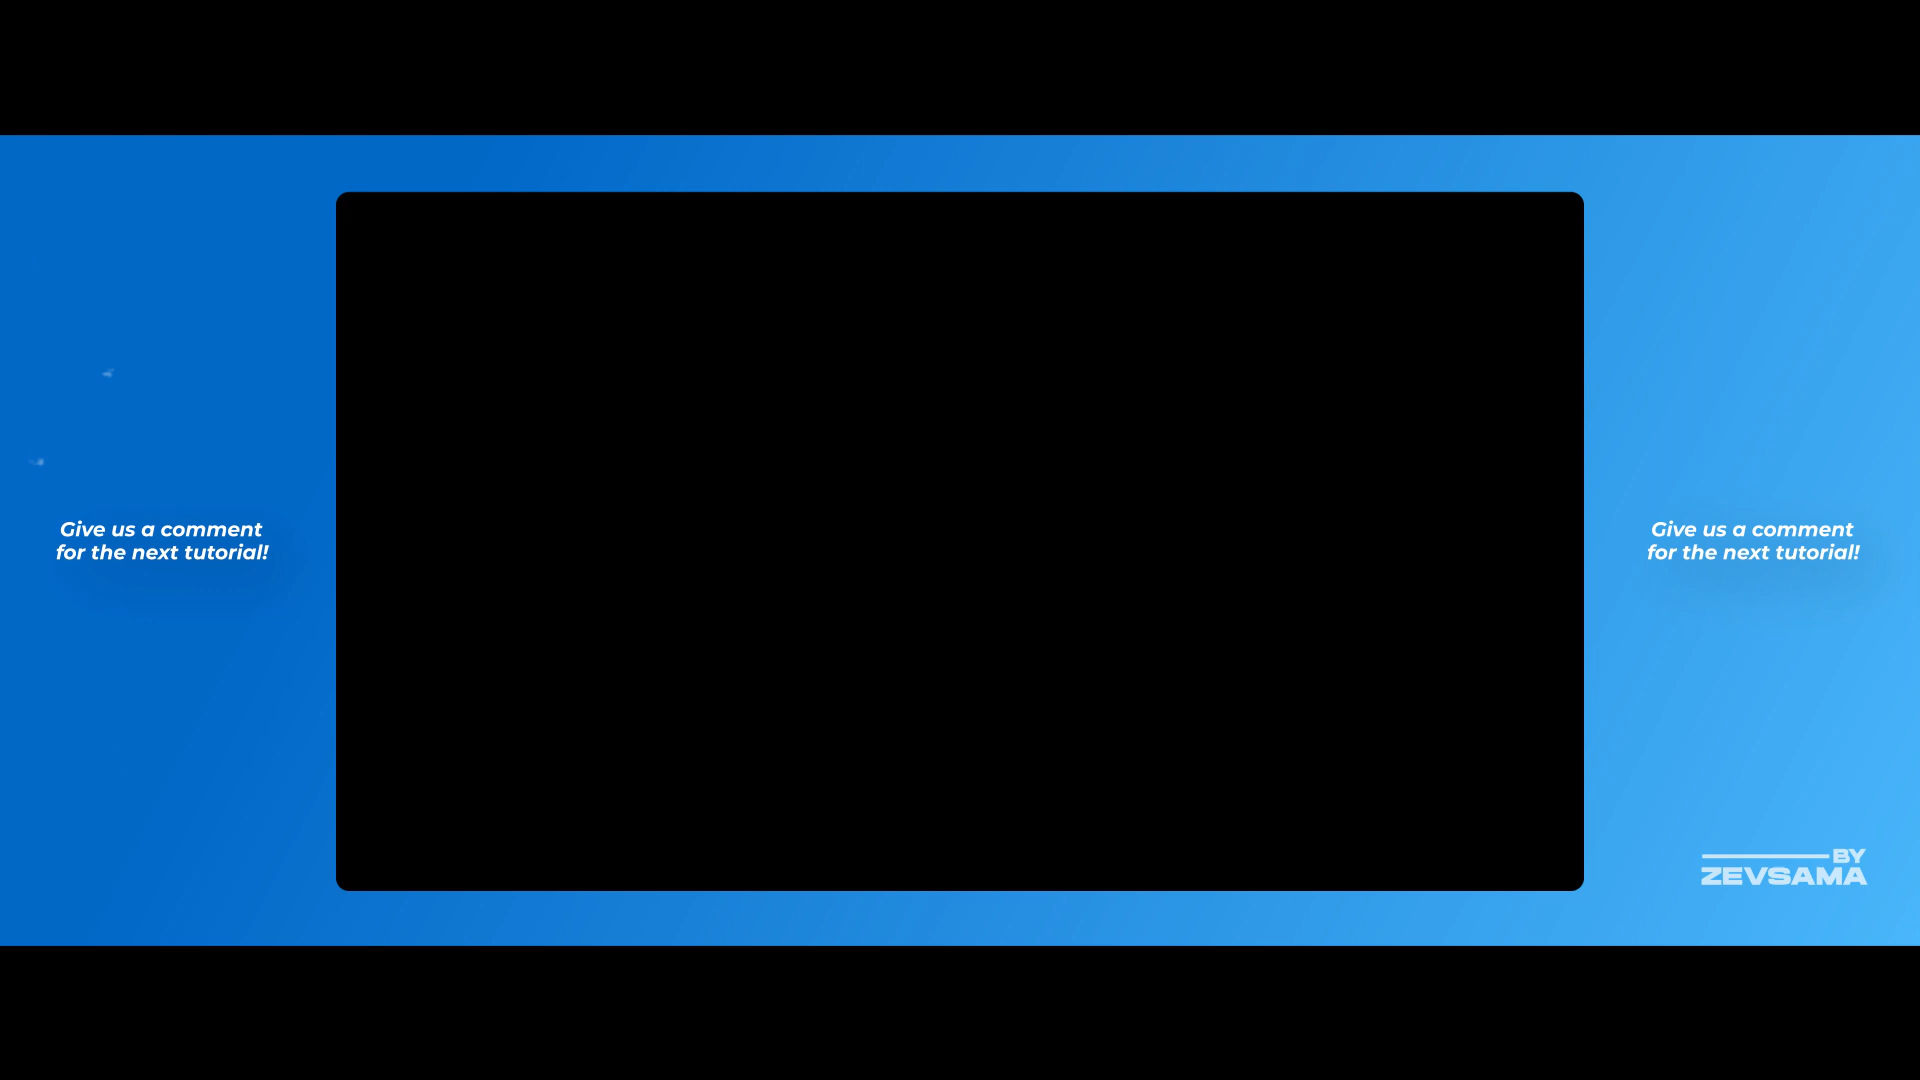 Give us a comment
for the next tutorial!
Give us a comment
for the next tutorial!
BY
ZEVSAMA